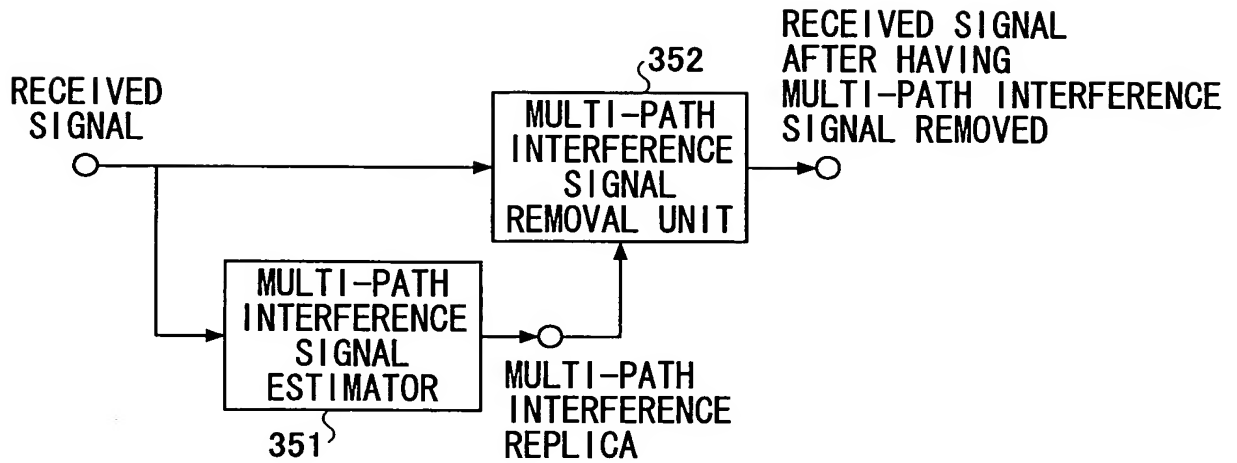 RECEIVED
SIGNAL
352
MULTI-PATH
INTERFERENCE
SIGNAL
REMOVAL UNIT
RECEIVED SIGNAL
AFTER HAVING
MULTI-PATH INTERFERENCE
SIGNAL REMOVED
MULTI-PATH
INTERFERENCE
SIGNAL
ESTIMATOR
351
MULTI-PATH
INTERFERENCE
REPLICA